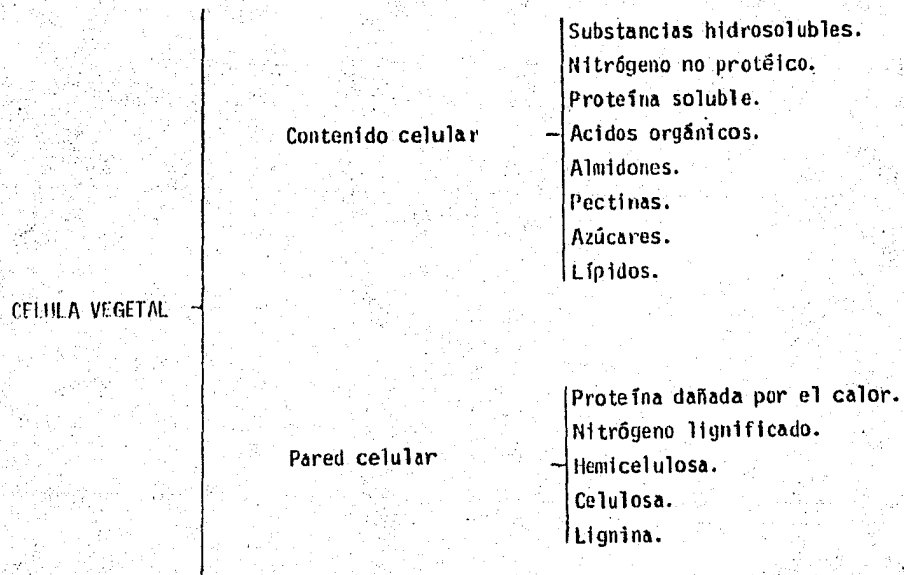 Substancias hidrosolubles.
Nitrógeno no protéico.
Proteína soluble.
Contenido celular
Acidos orgánicos.
Almidones.
Pectinas.
Azúcares.
Lípidos.
CELULA VEGETAL
Proteína dañada por el calor.
Nitrógeno lignificado.
Pared celular
Hemicelulosa.
Celulosa.
Lignina.